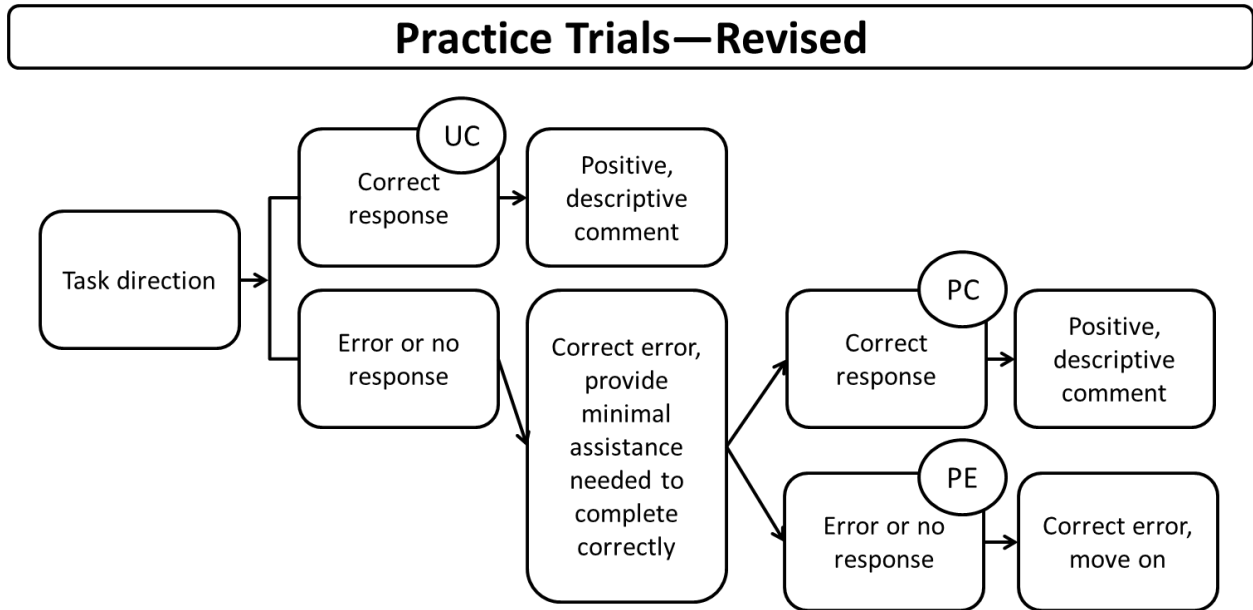 Practice Trials—Revised
Task direction
UC
Correct
response
Positive,
descriptive
comment
Error or no
response
Correct error,
provide
minimal
assistance
needed to
complete
correctly
PC
Correct
response
Positive,
descriptive
comment
PE
Error or no
response
Correct error,
move on